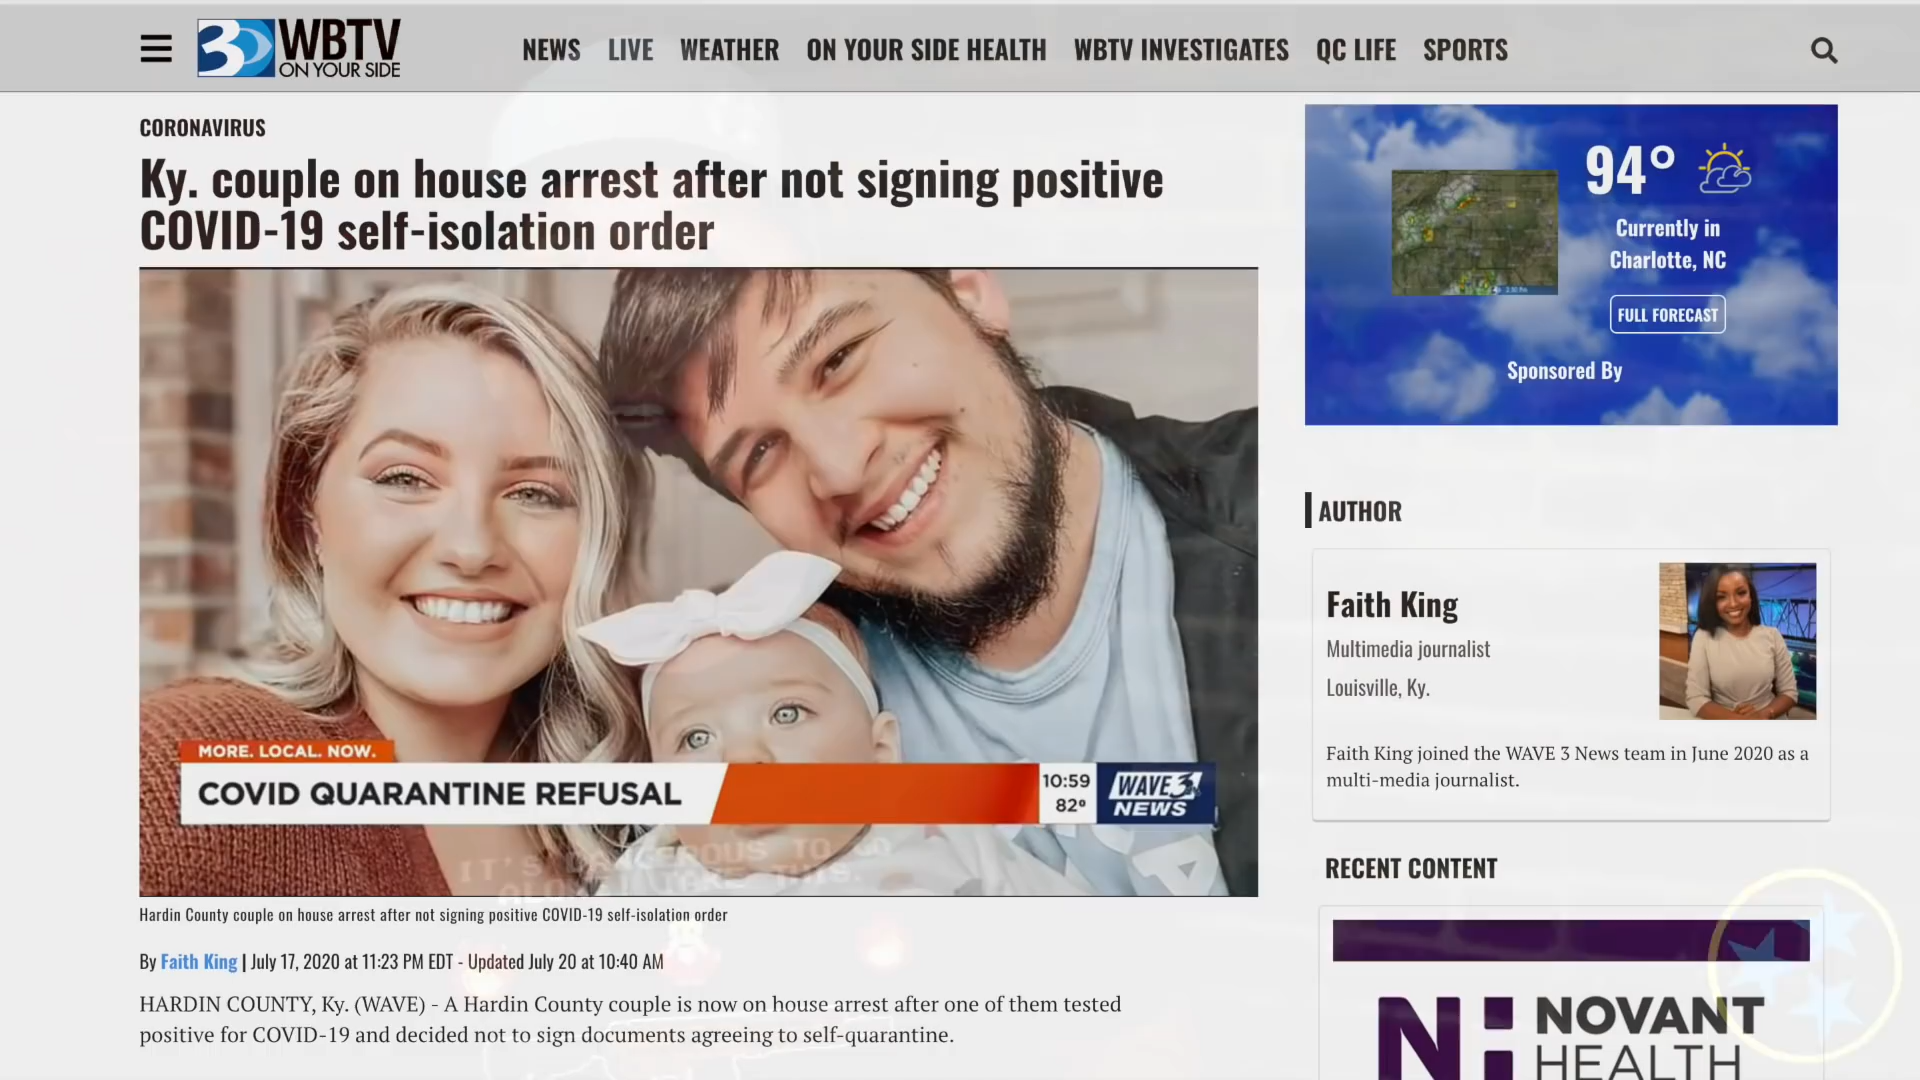 WBTV
ON YOUR SIDE
NEWS LIVE WEATHER ON YOUR SIDE HEALTH WBTV INVESTIGATES QC LIFE SPORTS
CORONAVIRUS
Ky. couple on house arrest after not signing positive
COVID-19 self-isolation order
MORE. LOCAL. NOW.
COVID QUARANTINE REFUSAL
10:59
82°
WAVE 3
NEWS
IT'S DANGEROUS TO GO
ALONE! TAKE THIS.
Hardin County couple on house arrest after not signing positive COVID-19 self-isolation order
By Faith King | July 17, 2020 at 11:23 PM EDT - Updated July 20 at 10:40 AM
HARDIN COUNTY, Ky. (WAVE) - A Hardin County couple is now on house arrest after one of them tested
positive for COVID-19 and decided not to sign documents agreeing to self-quarantine.
94°
Currently in
Charlotte, NC
FULL FORECAST
Sponsored By
AUTHOR
Faith King
Multimedia journalist
Louisville, Ky.
Faith King joined the WAVE 3 News team in June 2020 as a
multi-media journalist.
RECENT CONTENT
NOVANT
HEALTH